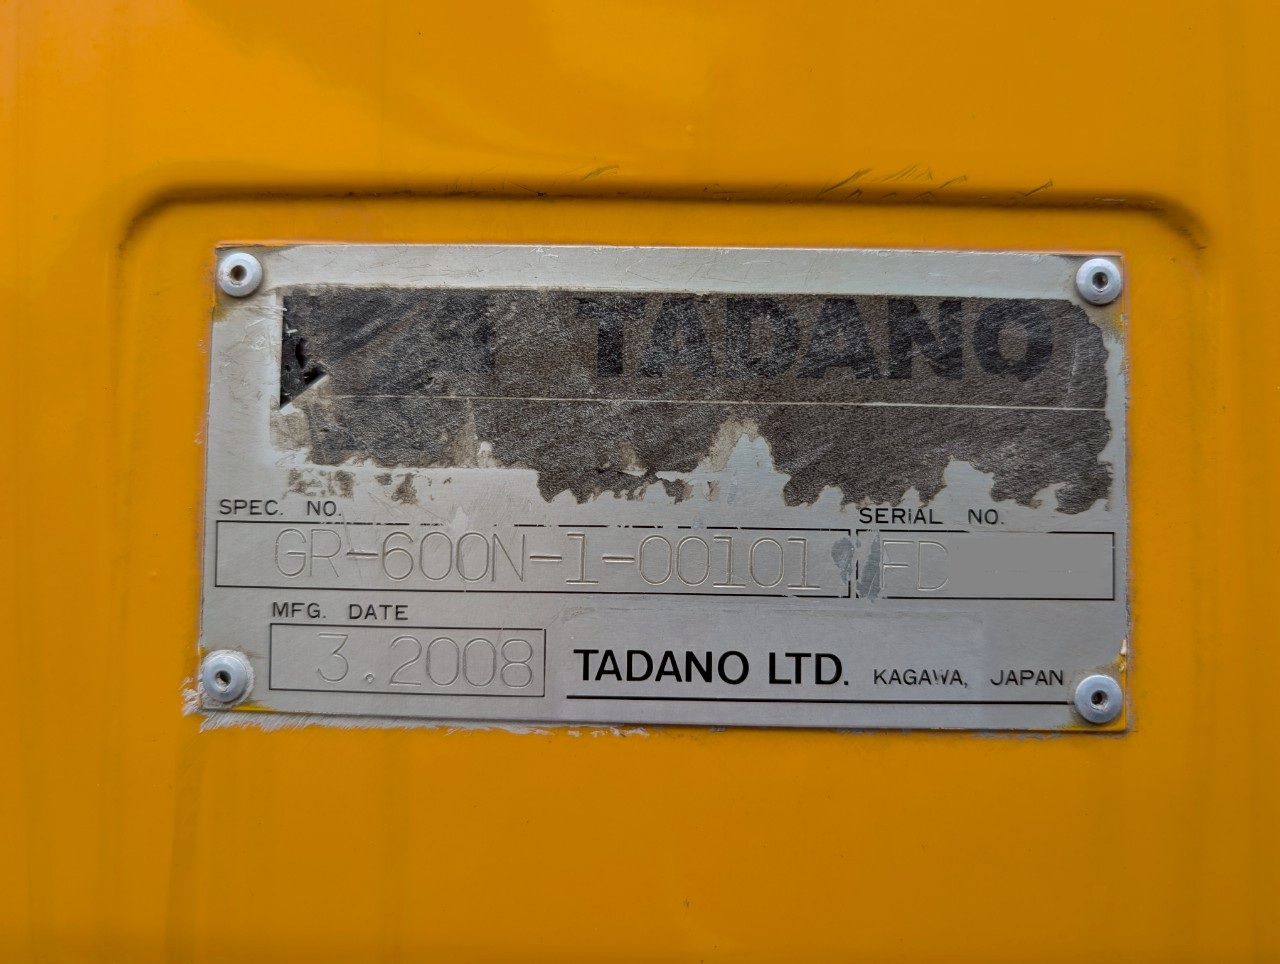 TADANO
SPEC. NO. SERIAL NO.
GR-600N-1-00101 FD
MFG. DATE
3.2008 TADANO LTD. KAGAWA, JAPAN